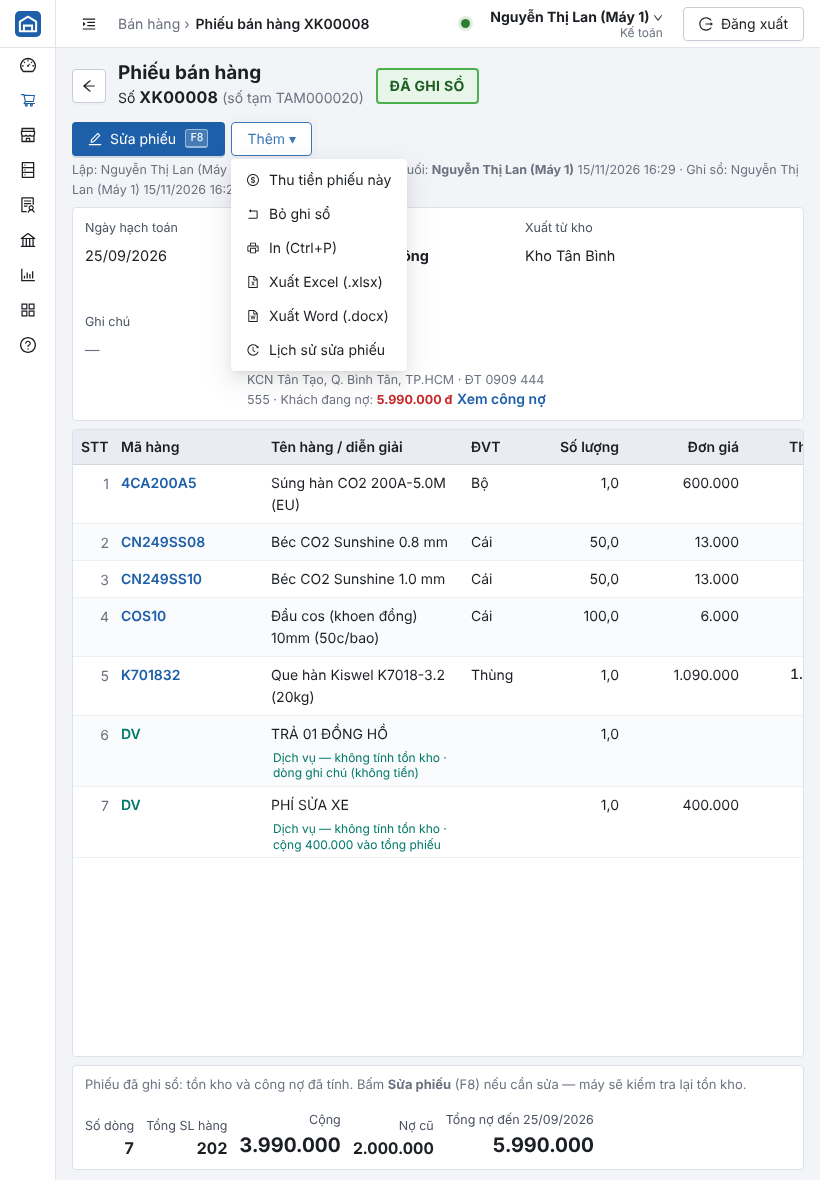 Bán hàng › Phiếu bán hàng XK00008
Nguyễn Thị Lan (Máy 1)
Kế toán
Đăng xuất
Phiếu bán hàng
Số XK00008 (số tạm TAM000020)
ĐÃ GHI SỔ
Sửa phiếu F8
Thêm ▾
Lập: Nguyễn Thị Lan (Máy
uối: Nguyễn Thị Lan (Máy 1) 15/11/2026 16:29 · Ghi sổ: Nguyễn Thị
Lan (Máy 1) 15/11/2026 16:2
Thu tiền phiếu này
Bỏ ghi sổ
In (Ctrl+P)
Xuất Excel (.xlsx)
Xuất Word (.docx)
Lịch sử sửa phiếu
Ngày hạch toán
Xuất từ kho
25/09/2026
ông
Kho Tân Bình
Ghi chú
—
KCN Tân Tạo, Q. Bình Tân, TP.HCM · ĐT 0909 444
555 · Khách đang nợ: 5.990.000 đ Xem công nợ
STT Mã hàng Tên hàng / diễn giải ĐVT Số lượng Đơn giá Th
1 4CA200A5 Súng hàn CO2 200A-5.0M Bộ 1,0 600.000
(EU)
2 CN249SS08 Béc CO2 Sunshine 0.8 mm Cái 50,0 13.000
3 CN249SS10 Béc CO2 Sunshine 1.0 mm Cái 50,0 13.000
4 COS10 Đầu cos (khoen đồng) Cái 100,0 6.000
10mm (50c/bao)
5 K701832 Que hàn Kiswel K7018-3.2 Thùng 1,0 1.090.000 1.
(20kg)
6 DV TRẢ 01 ĐỒNG HỒ 1,0
Dịch vụ — không tính tồn kho ·
dòng ghi chú (không tiền)
7 DV PHÍ SỬA XE 1,0 400.000
Dịch vụ — không tính tồn kho ·
cộng 400.000 vào tổng phiếu
Phiếu đã ghi sổ: tồn kho và công nợ đã tính. Bấm Sửa phiếu (F8) nếu cần sửa — máy sẽ kiểm tra lại tồn kho.
Số dòng Tổng SL hàng Cộng Nợ cũ Tổng nợ đến 25/09/2026
7 202 3.990.000 2.000.000 5.990.000